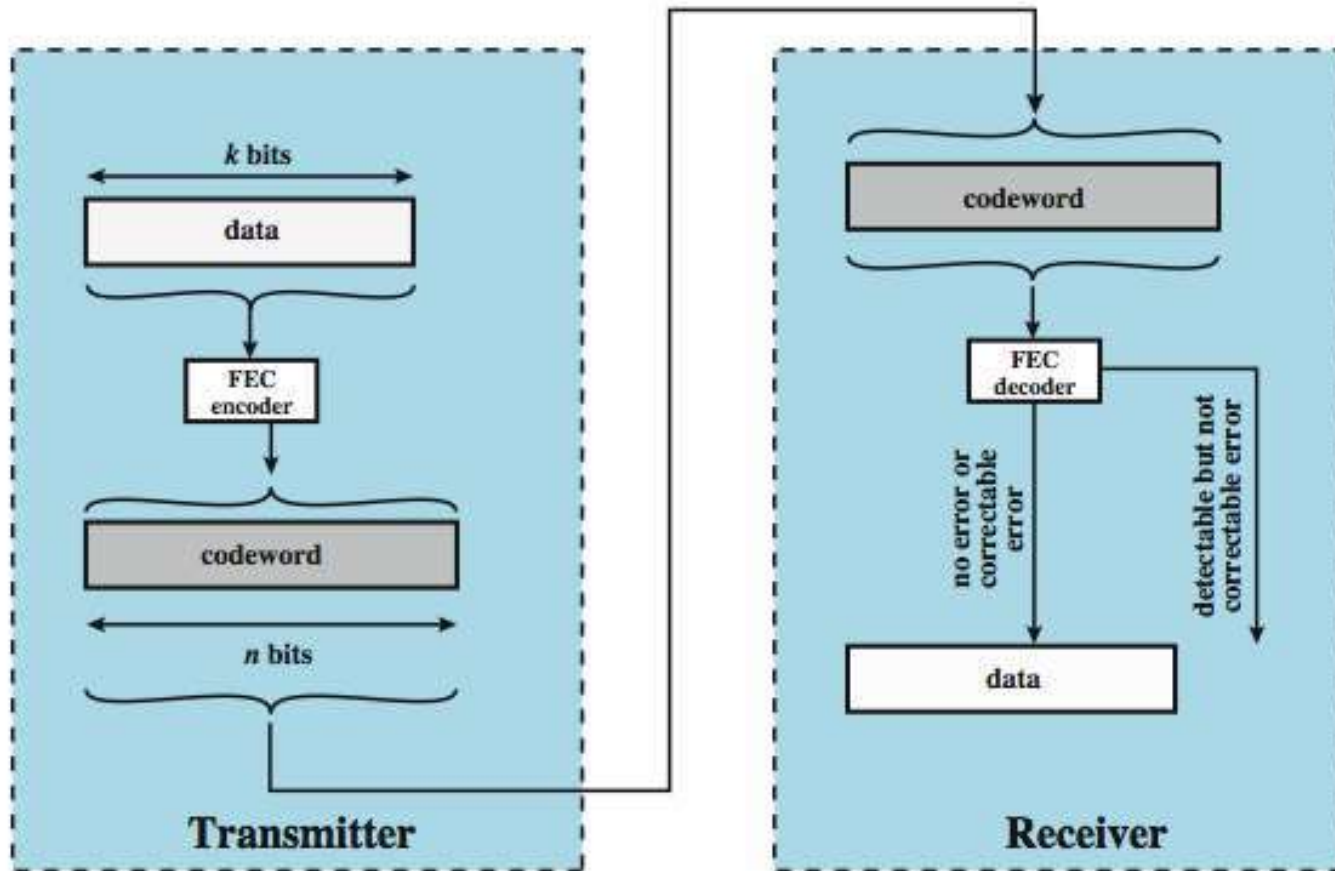 k bits
data
FEC
encoder
codeword
n bits
Transmitter
codeword
FEC
decoder
no error or
correctable
error
detectable but not
correctable error
data
Receiver